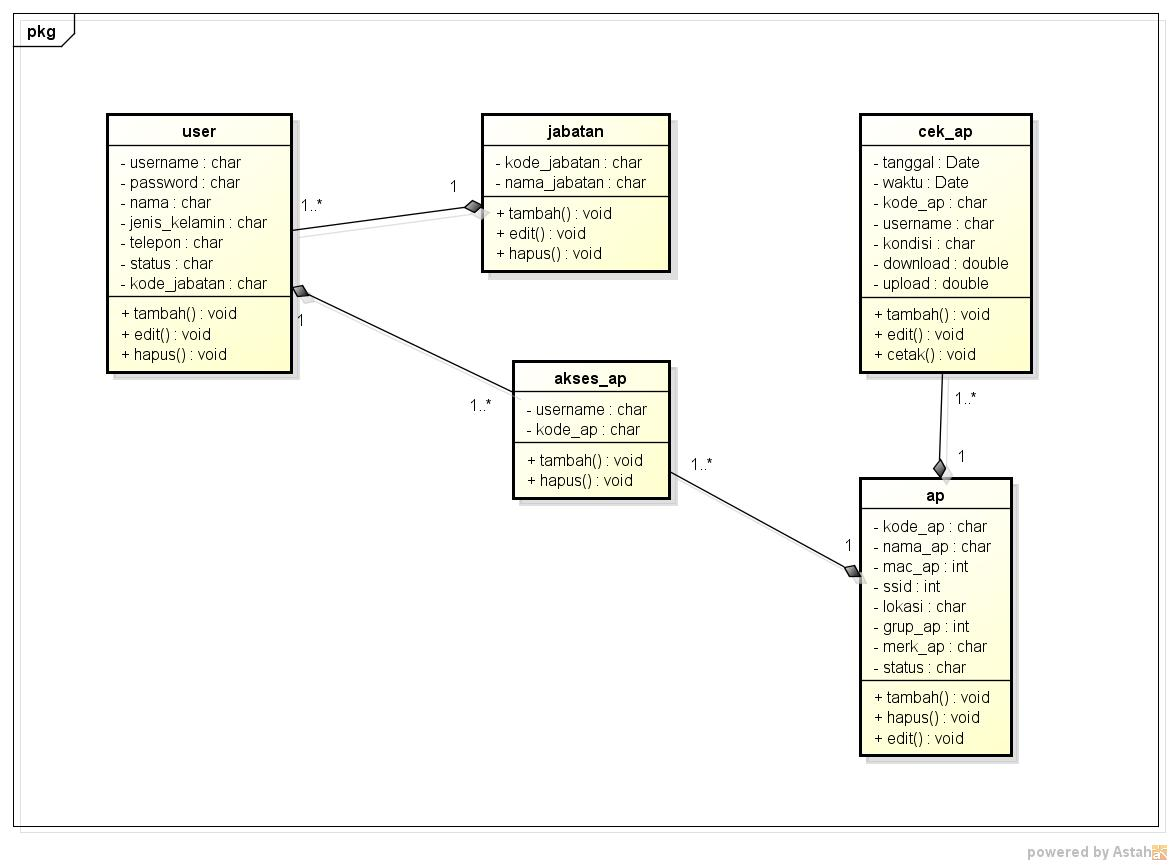 pkg
user
- username : char
- password : char
- nama : char
- jenis_kelamin : char
- telepon : char
- status : char
- kode_jabatan : char
+ tambah() : void
+ edit() : void
+ hapus() : void
1..*
1
jabatan
- kode_jabatan : char
- nama_jabatan : char
+ tambah() : void
+ edit() : void
+ hapus() : void
1
1..*
akses_ap
- username : char
- kode_ap : char
+ tambah() : void
+ hapus() : void
1..*
1
cek_ap
- tanggal : Date
- waktu : Date
- kode_ap : char
- username : char
- kondisi : char
- download : double
- upload : double
+ tambah() : void
+ edit() : void
+ cetak() : void
1..*
1
ap
- kode_ap : char
- nama_ap : char
- mac_ap : int
- ssid : int
- lokasi : char
- grup_ap : int
- merk_ap : char
- status : char
+ tambah() : void
+ hapus() : void
+ edit() : void
powered by Astah